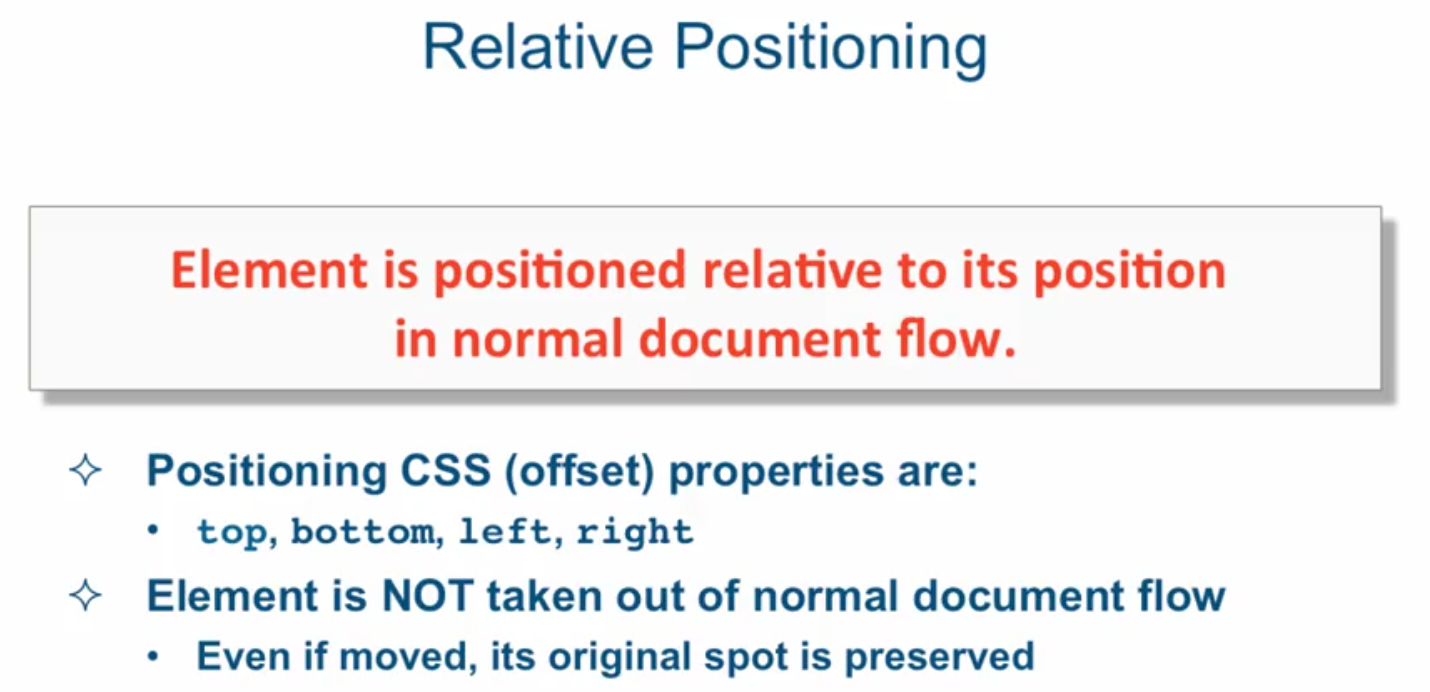 Relative Positioning
Element is positioned relative to its position
in normal document flow.
✧ Positioning CSS (offset) properties are:
• top, bottom, left, right
✧ Element is NOT taken out of normal document flow
• Even if moved, its original spot is preserved